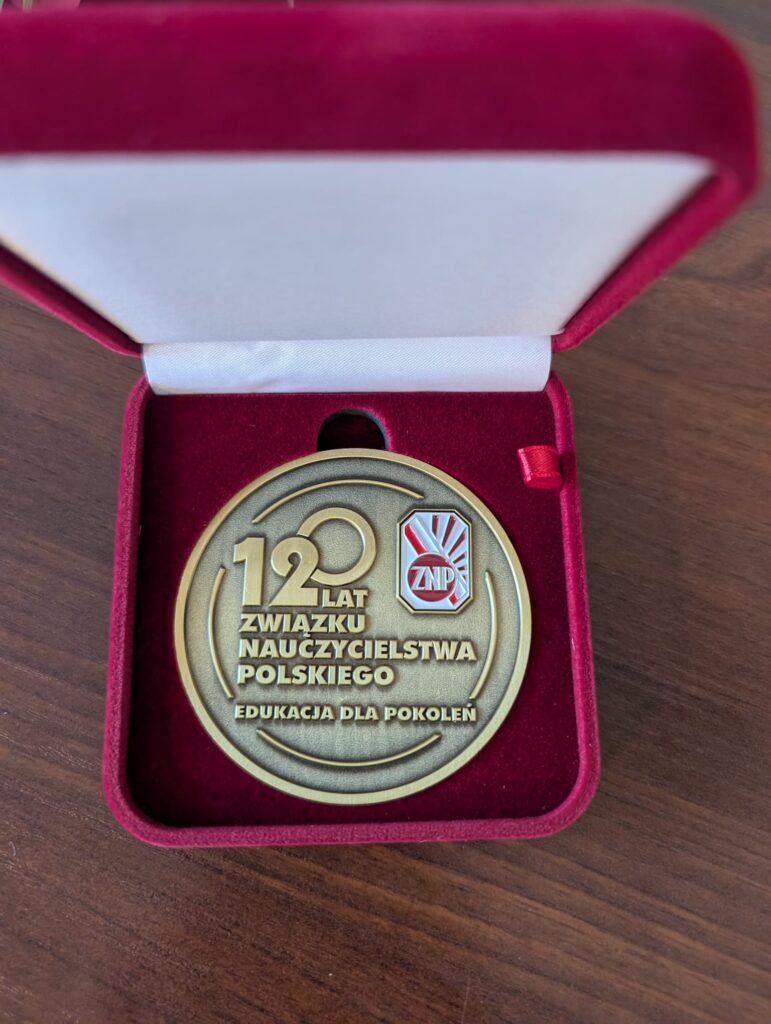 120 LAT
ZNP
ZWIĄZKU
NAUCZYCIELSTWA
POLSKIEGO
EDUKACJA DLA POKOLEŃ